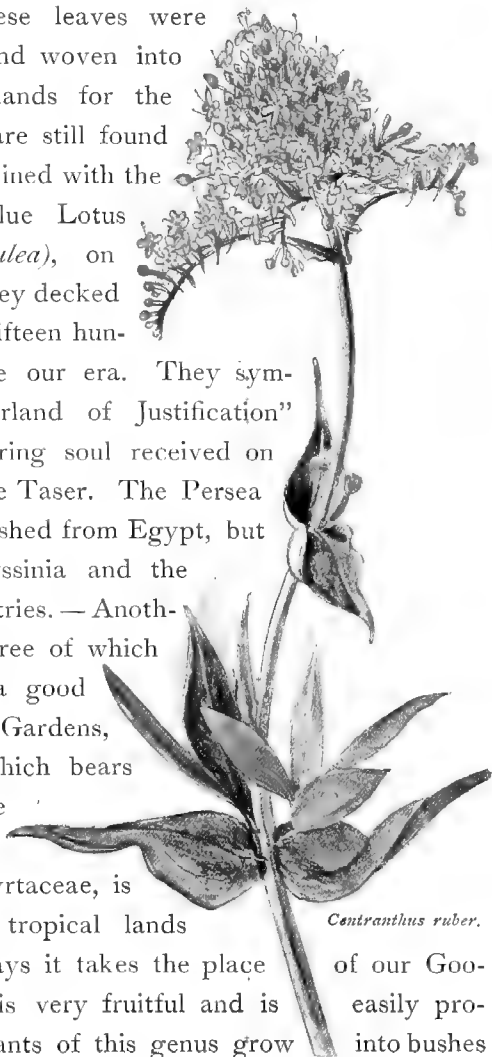 ese leaves were
nd woven into
lands for the
are still found
ined with the
lue Lotus
ulea), on
ey decked
ifteen hun-
e our era. They sym-
rland of Justification”
ring soul received on
e Taser. The Persea
shed from Egypt, but
yssinia and the
tries. — Anoth-
ree of which
a good
Gardens,
hich bears
e
yrtaceae, is
tropical lands
Centranthus ruber.
ays it takes the place of our Goo-
is very fruitful and is easily pro-
ants of this genus grow into bushes